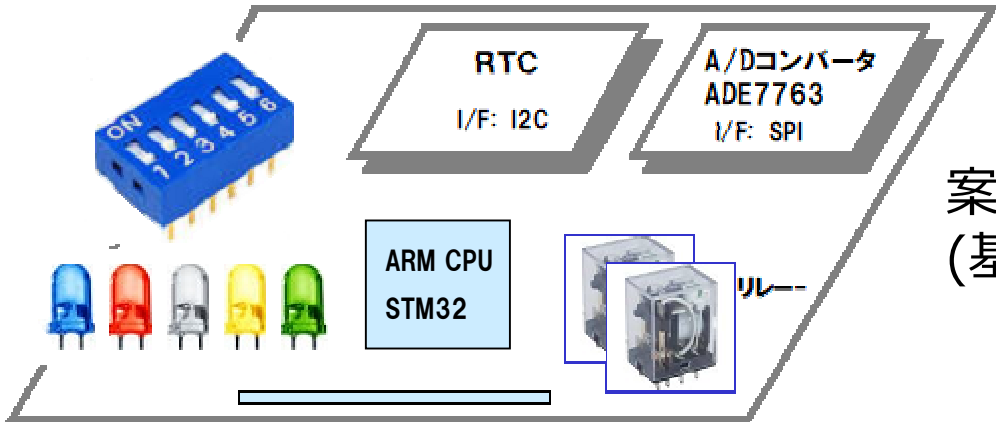 RTC
I/F: I2C
A/Dコンバータ
ADE7763
I/F: SPI
ON
1 2 3 4 5 6
ARM CPU
STM32
リレー
案
(基